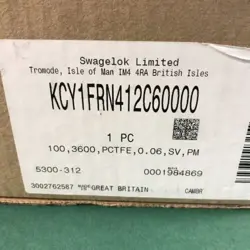 Swagelok Limited
Tromode, Isle of Man IM4 4RA British Isles
KCY1FRN412C60000
1 PC
100,3600,PCTFE,0.06,SV,PM
5300-312 0001984869
3002762587 GREAT BRITAIN CAMBR